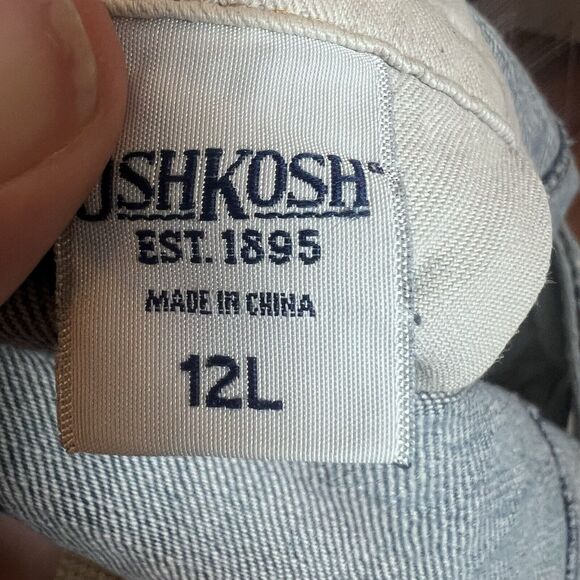 OSHKOSH
EST. 1895
MADE IN CHINA
12L